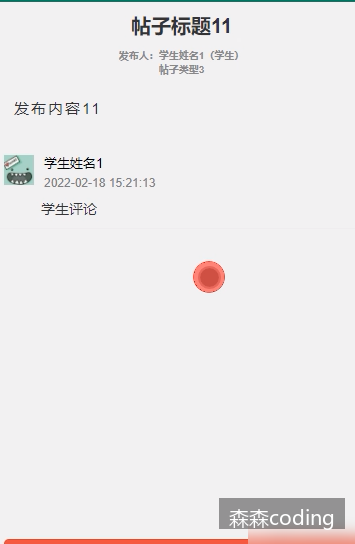 帖子标题11
发布人：学生姓名1（学生）
帖子类型3
发布内容11
学生姓名1
2022-02-18 15:21:13
学生评论
森森coding